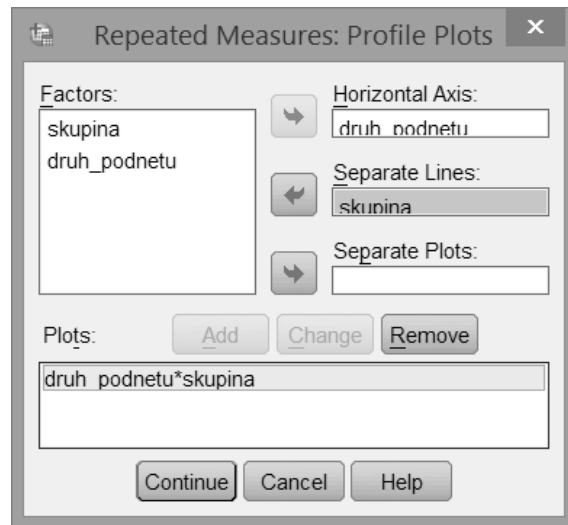 Repeated Measures: Profile Plots
Factors:
skupina
druh_podnetu
Horizontal Axis:
druh_podnetu
Separate Lines:
skupina
Separate Plots:
Plots:
Add Change Remove
druh_podnetu*skupina
Continue Cancel Help